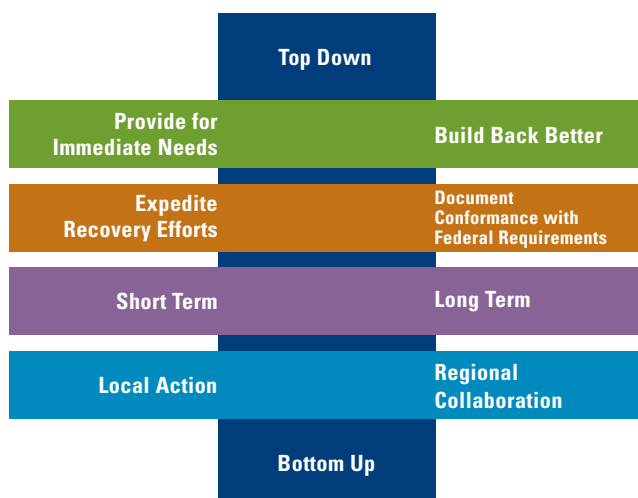 Top Down
Provide for
Immediate Needs
Build Back Better
Expedite
Recovery Efforts
Document
Conformance with
Federal Requirements
Short Term
Long Term
Local Action
Regional
Collaboration
Bottom Up